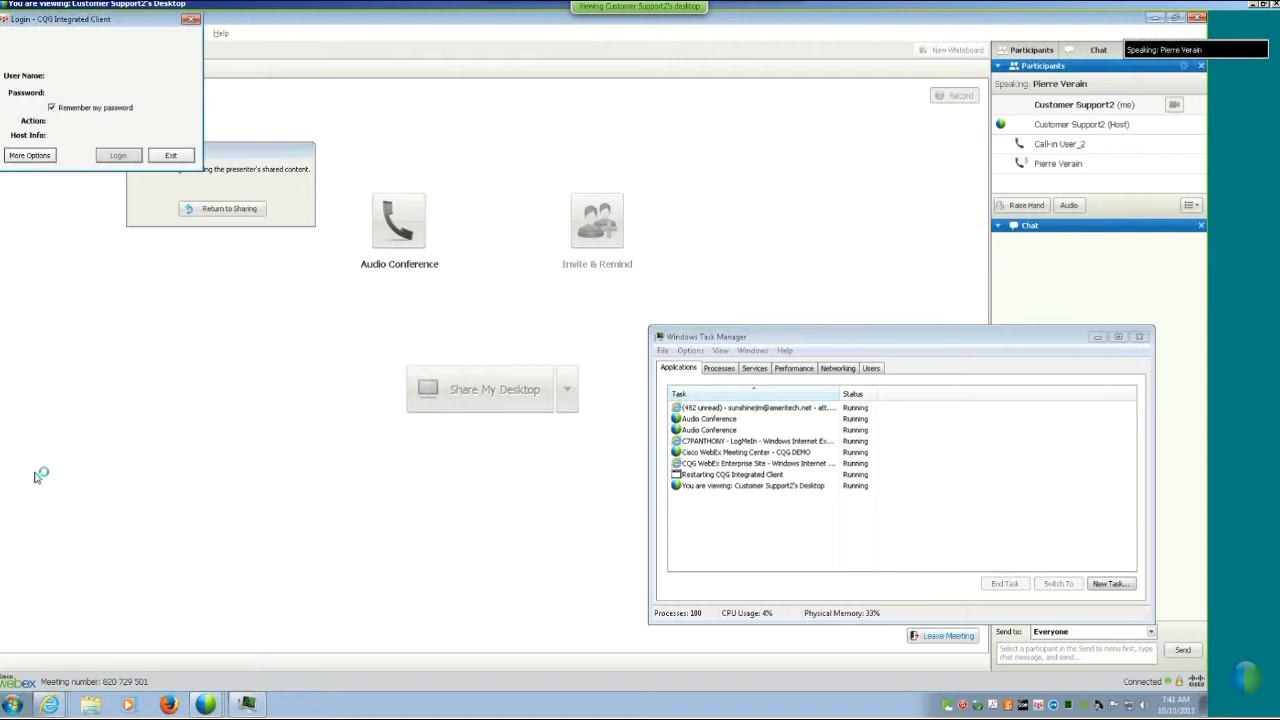 You are viewing: Customer Support2's Desktop
Viewing Customer Support2's desktop
Login - CQG Integrated Client
Help
New Whiteboard
Participants
Chat
Speaking: Pierre Verain
User Name:
Password:
Remember my password
Action:
Host Info:
More Options
Login
Exit
Participants
Speaking: Pierre Verain
Record
Customer Support2 (me)
Customer Support2 (Host)
Call-in User_2
Pierre Verain
the presenter's shared content.
Return to Sharing
Raise Hand
Audio
Chat
Audio Conference
Invite & Remind
Share My Desktop
Windows Task Manager
File Options View Windows Help
Applications Processes Services Performance Networking Users
Task Status
(482 unread) - sunshinejm@ameritech.net - att.... Running
Audio Conference Running
Audio Conference Running
C7PANTHONY - LogMeIn - Windows Internet Ex... Running
Cisco WebEx Meeting Center - CQG DEMO Running
CQG WebEx Enterprise Site - Windows Internet ... Running
Restarting CQG Integrated Client Running
You are viewing: Customer Support2's Desktop Running
End Task Switch To New Task...
Processes: 100 CPU Usage: 4% Physical Memory: 33%
Leave Meeting
Send to: Everyone
Select a participant in the Send to menu first, type
chat message, and send...
Send
Meeting number: 820 729 501
Connected
cisco
webex
7:41 AM
10/10/2013